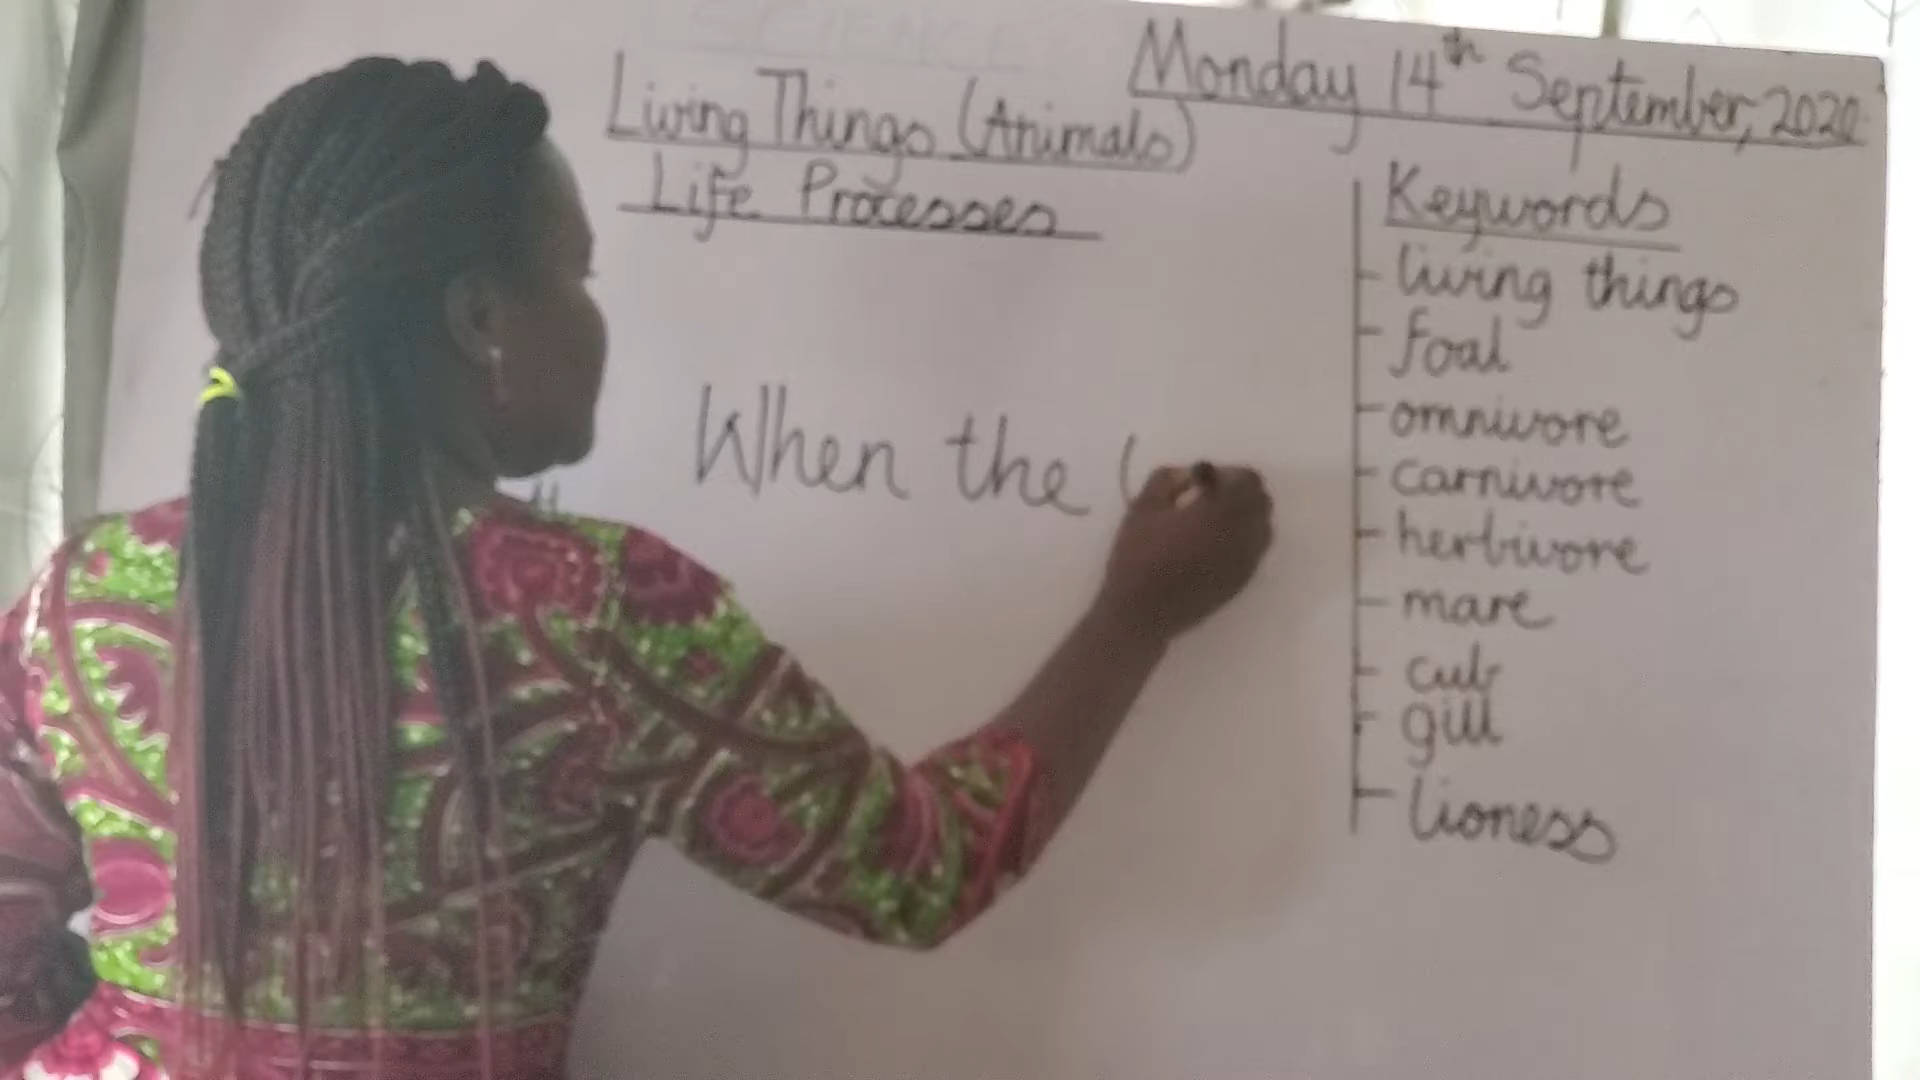 SCIENCE
Living Things (Animals)
Life Processes
Monday 14th September, 2020
When the
Keywords
living things
foal
omnivore
carnivore
herbivore
mare
cub
gill
lioness